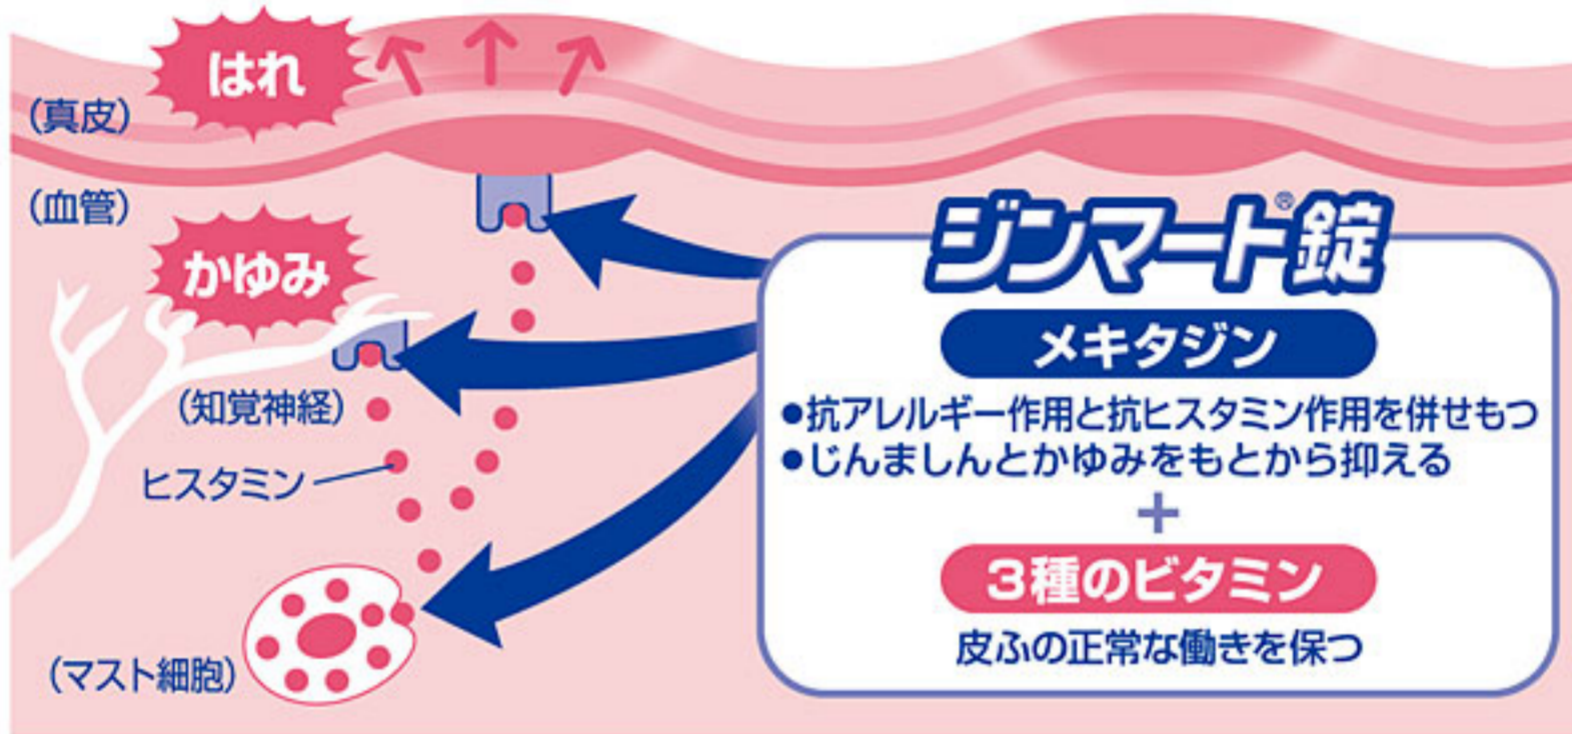 はれ
(真皮)
(血管)
かゆみ
(知覚神経)
ヒスタミン
(マスト細胞)
ジンマート®錠
メキタジン
●抗アレルギー作用と抗ヒスタミン作用を併せもつ
●じんましんとかゆみをもとから抑える
+
3種のビタミン
皮ふの正常な働きを保つ